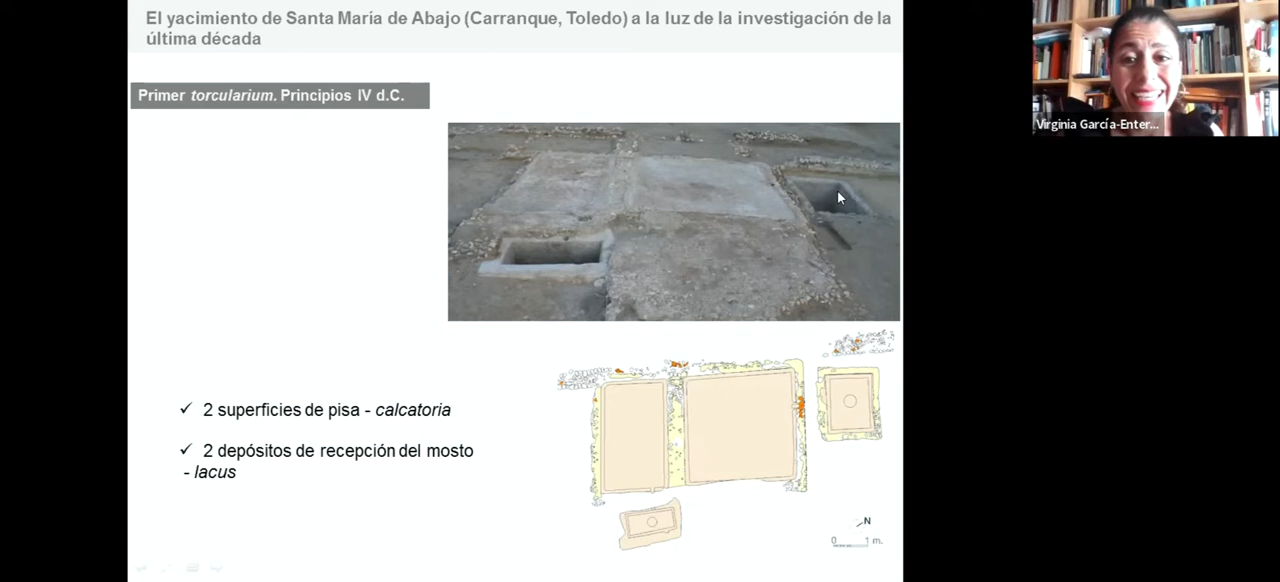 El yacimiento de Santa María de Abajo (Carranque, Toledo) a la luz de la investigación de la
última década
Virginia García-Enter...
Primer torcularium. Principios IV d.C.
✓ 2 superficies de pisa - calcatoria
✓ 2 depósitos de recepción del mosto
- lacus
N
0 1 m.